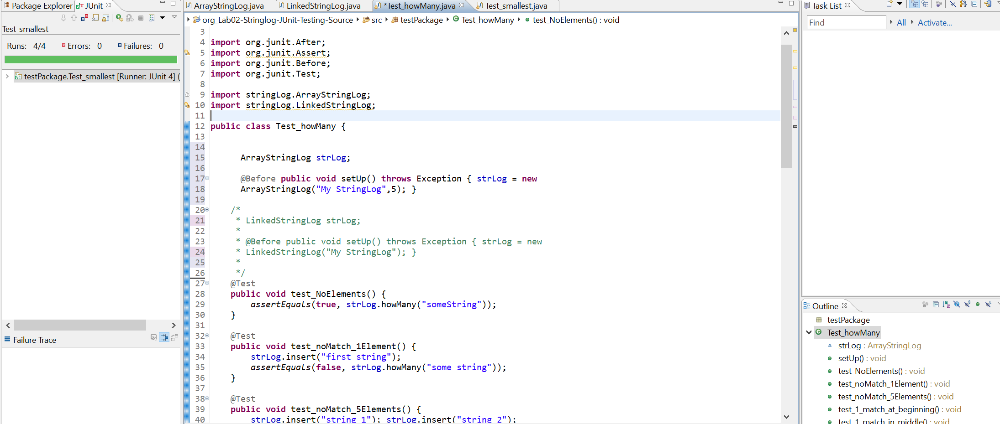 Package Explorer JUnit
Test_smallest
Runs: 4/4 Errors: 0 Failures: 0
testPackage.Test_smallest [Runner: JUnit 4] (
Failure Trace
ArrayStringLog.java LinkedStringLog.java *Test_howMany.java Test_smallest.java
org_Lab02-Stringlog-JUnit-Testing-Source src testPackage Test_howMany test_NoElements() : void
3
4 import org.junit.After;
5 import org.junit.Assert;
6 import org.junit.Before;
7 import org.junit.Test;
8
9 import stringLog.ArrayStringLog;
10 import stringLog.LinkedStringLog;
11
12 public class Test_howMany {
13
14
15 ArrayStringLog strLog;
16
17 @Before public void setUp() throws Exception { strLog = new
18 ArrayStringLog("My StringLog",5); }
19
20 /*
21 * LinkedStringLog strLog;
22 *
23 * @Before public void setUp() throws Exception { strLog = new
24 * LinkedStringLog("My StringLog"); }
25 *
26 */
27 @Test
28 public void test_NoElements() {
29 assertEquals(true, strLog.howMany("someString"));
30 }
31
32 @Test
33 public void test_noMatch_1Element() {
34 strLog.insert("first string");
35 assertEquals(false, strLog.howMany("some string"));
36 }
37
38 @Test
39 public void test_noMatch_5Elements() {
40 strLog.insert("string 1"); strLog.insert("string 2");
Task List
Find All Activate...
Outline
testPackage
Test_howMany
strLog : ArrayStringLog
setUp() : void
test_NoElements() : void
test_noMatch_1Element() : void
test_noMatch_5Elements() : void
test_1_match_at_beginning() : void
test_1_match_in_middle() : void